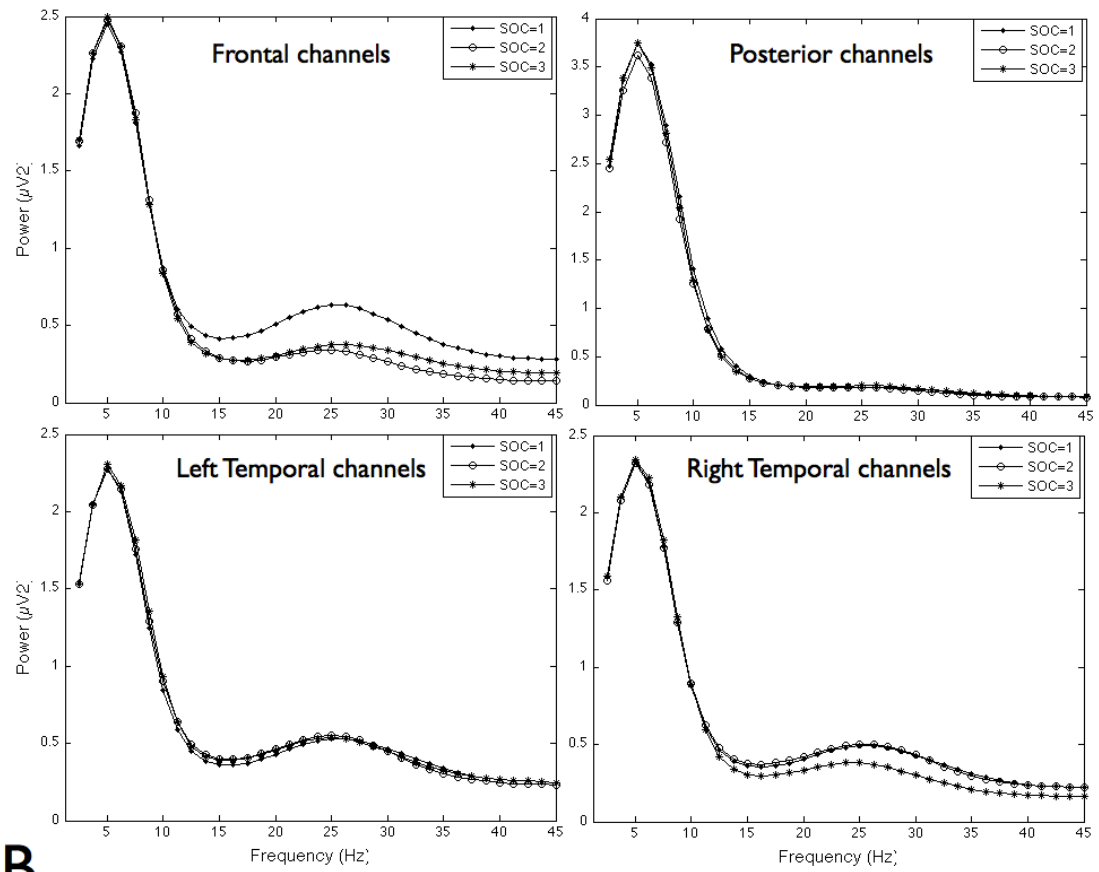 Frontal channels
SOC=1
SOC=2
SOC=3
Power (µV2)
2.5
2
1.5
1
0.5
0
5 10 15 20 25 30 35 40 45
Posterior channels
SOC=1
SOC=2
SOC=3
4
3.5
3
2.5
2
1.5
1
0.5
0
5 10 15 20 25 30 35 40 45
Left Temporal channels
SOC=1
SOC=2
SOC=3
Power (µV2)
2.5
2
1.5
1
0.5
0
5 10 15 20 25 30 35 40 45
Frequency (Hz)
Right Temporal channels
SOC=1
SOC=2
SOC=3
2.5
2
1.5
1
0.5
0
5 10 15 20 25 30 35 40 45
Frequency (Hz)
B